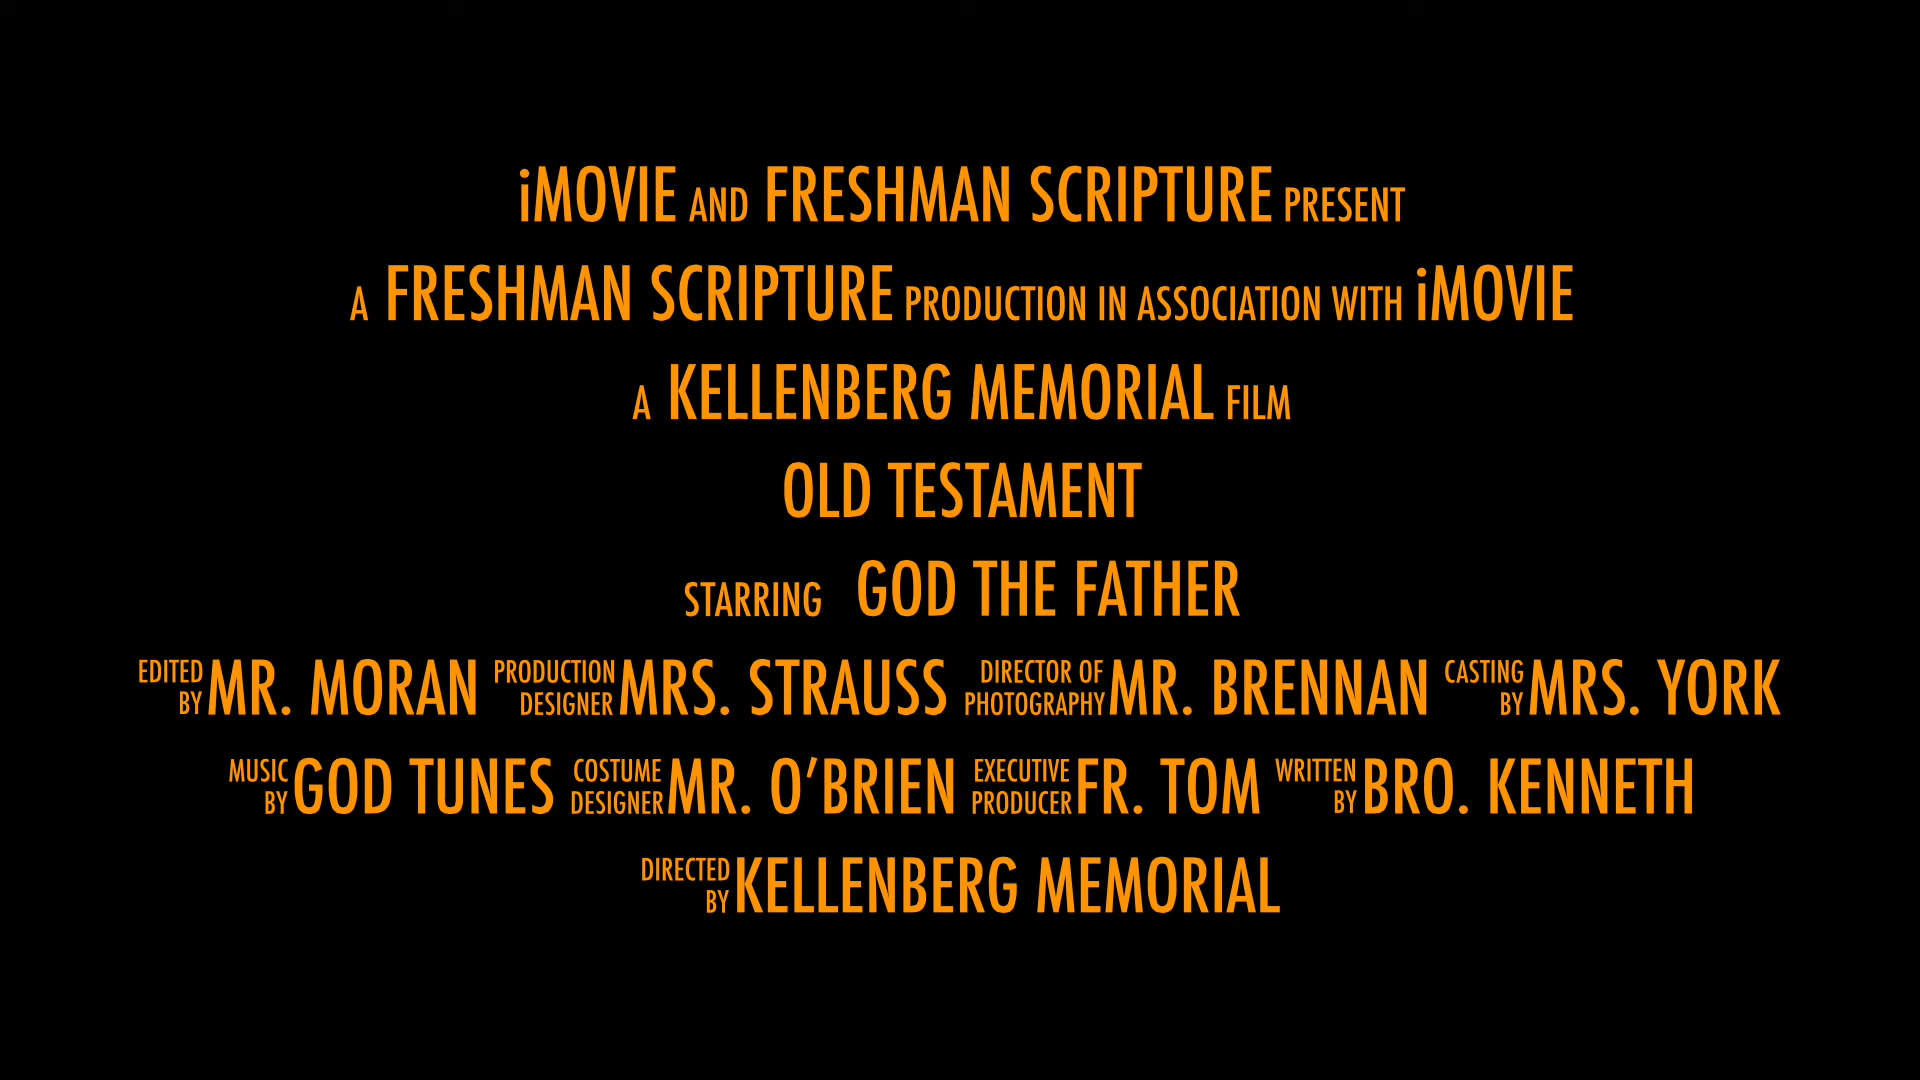 iMOVIE AND FRESHMAN SCRIPTURE PRESENT
A FRESHMAN SCRIPTURE PRODUCTION IN ASSOCIATION WITH iMOVIE
A KELLENBERG MEMORIAL FILM
OLD TESTAMENT
STARRING GOD THE FATHER
EDITED BY MR. MORAN PRODUCTION DESIGNER MRS. STRAUSS DIRECTOR OF PHOTOGRAPHY MR. BRENNAN CASTING BY MRS. YORK
MUSIC BY GOD TUNES COSTUME DESIGNER MR. O’BRIEN EXECUTIVE PRODUCER FR. TOM WRITTEN BY BRO. KENNETH
DIRECTED BY KELLENBERG MEMORIAL